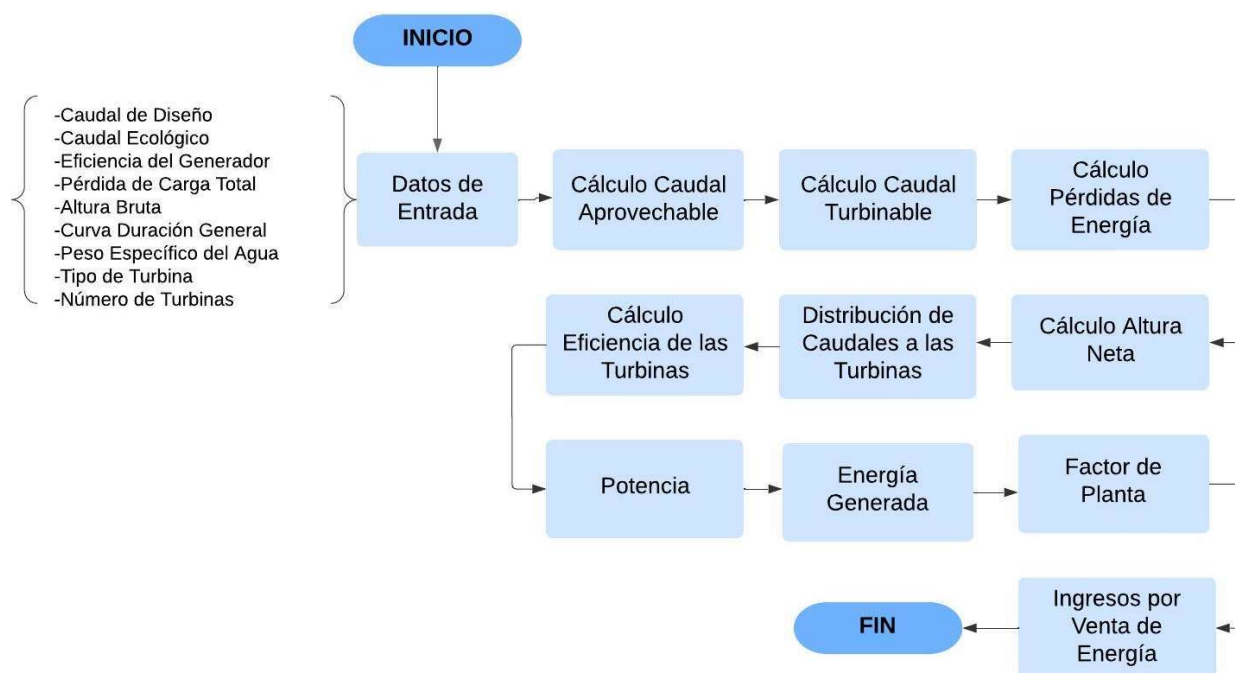 INICIO
-Caudal de Diseño
-Caudal Ecológico
-Eficiencia del Generador
-Pérdida de Carga Total
-Altura Bruta
-Curva Duración General
-Peso Específico del Agua
-Tipo de Turbina
-Número de Turbinas
Datos de
Entrada
Cálculo Caudal
Aprovechable
Cálculo Caudal
Turbinable
Cálculo
Pérdidas de
Energía
Cálculo Altura
Neta
Distribución de
Caudales a las
Turbinas
Cálculo
Eficiencia de las
Turbinas
Potencia
Energía
Generada
Factor de
Planta
Ingresos por
Venta de
Energía
FIN